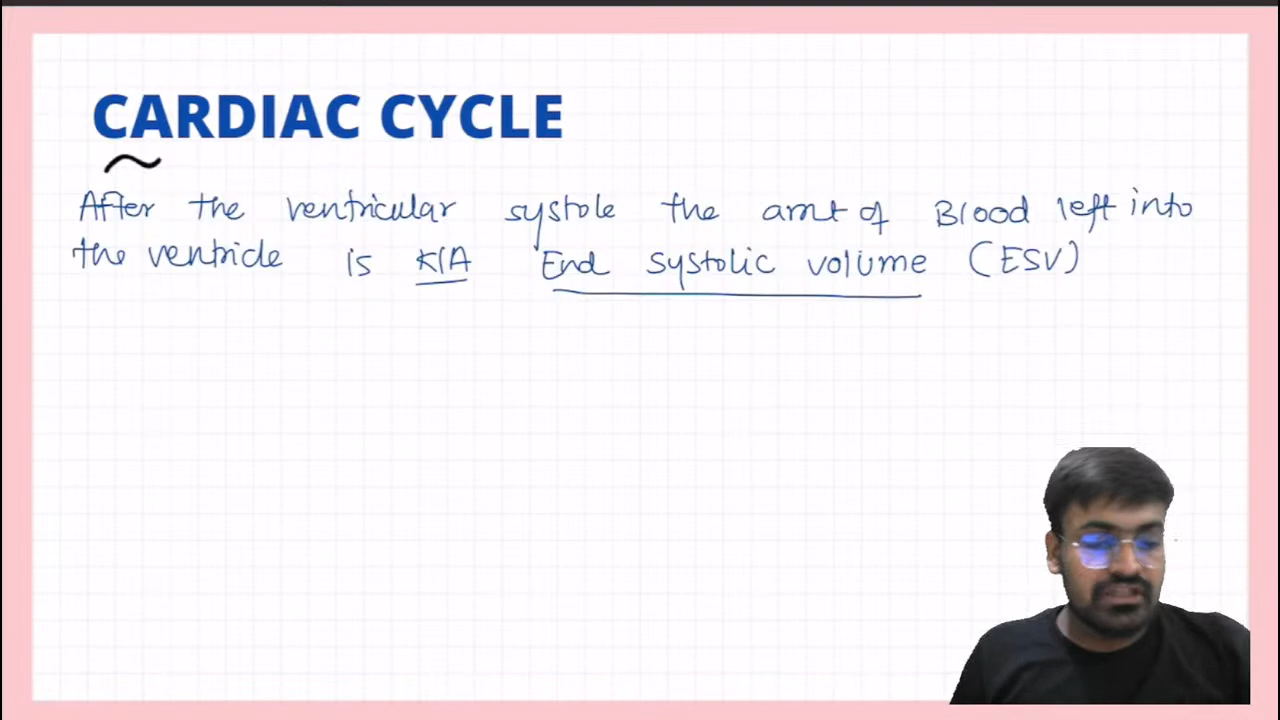 CARDIAC CYCLE
After the ventricular systole the amt of Blood left into
the ventricle is K/A End systolic volume (ESV)